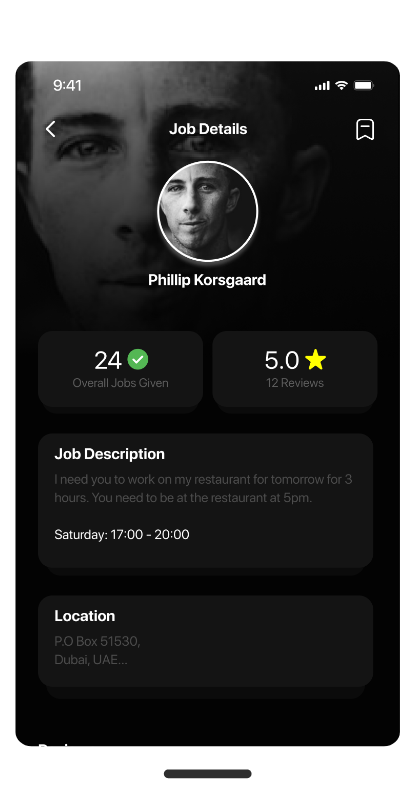 9:41
Job Details
Phillip Korsgaard
24
Overall Jobs Given
5.0
12 Reviews
Job Description
I need you to work on my restaurant for tomorrow for 3
hours. You need to be at the restaurant at 5pm.
Saturday: 17:00 - 20:00
Location
P.O Box 51530,
Dubai, UAE...